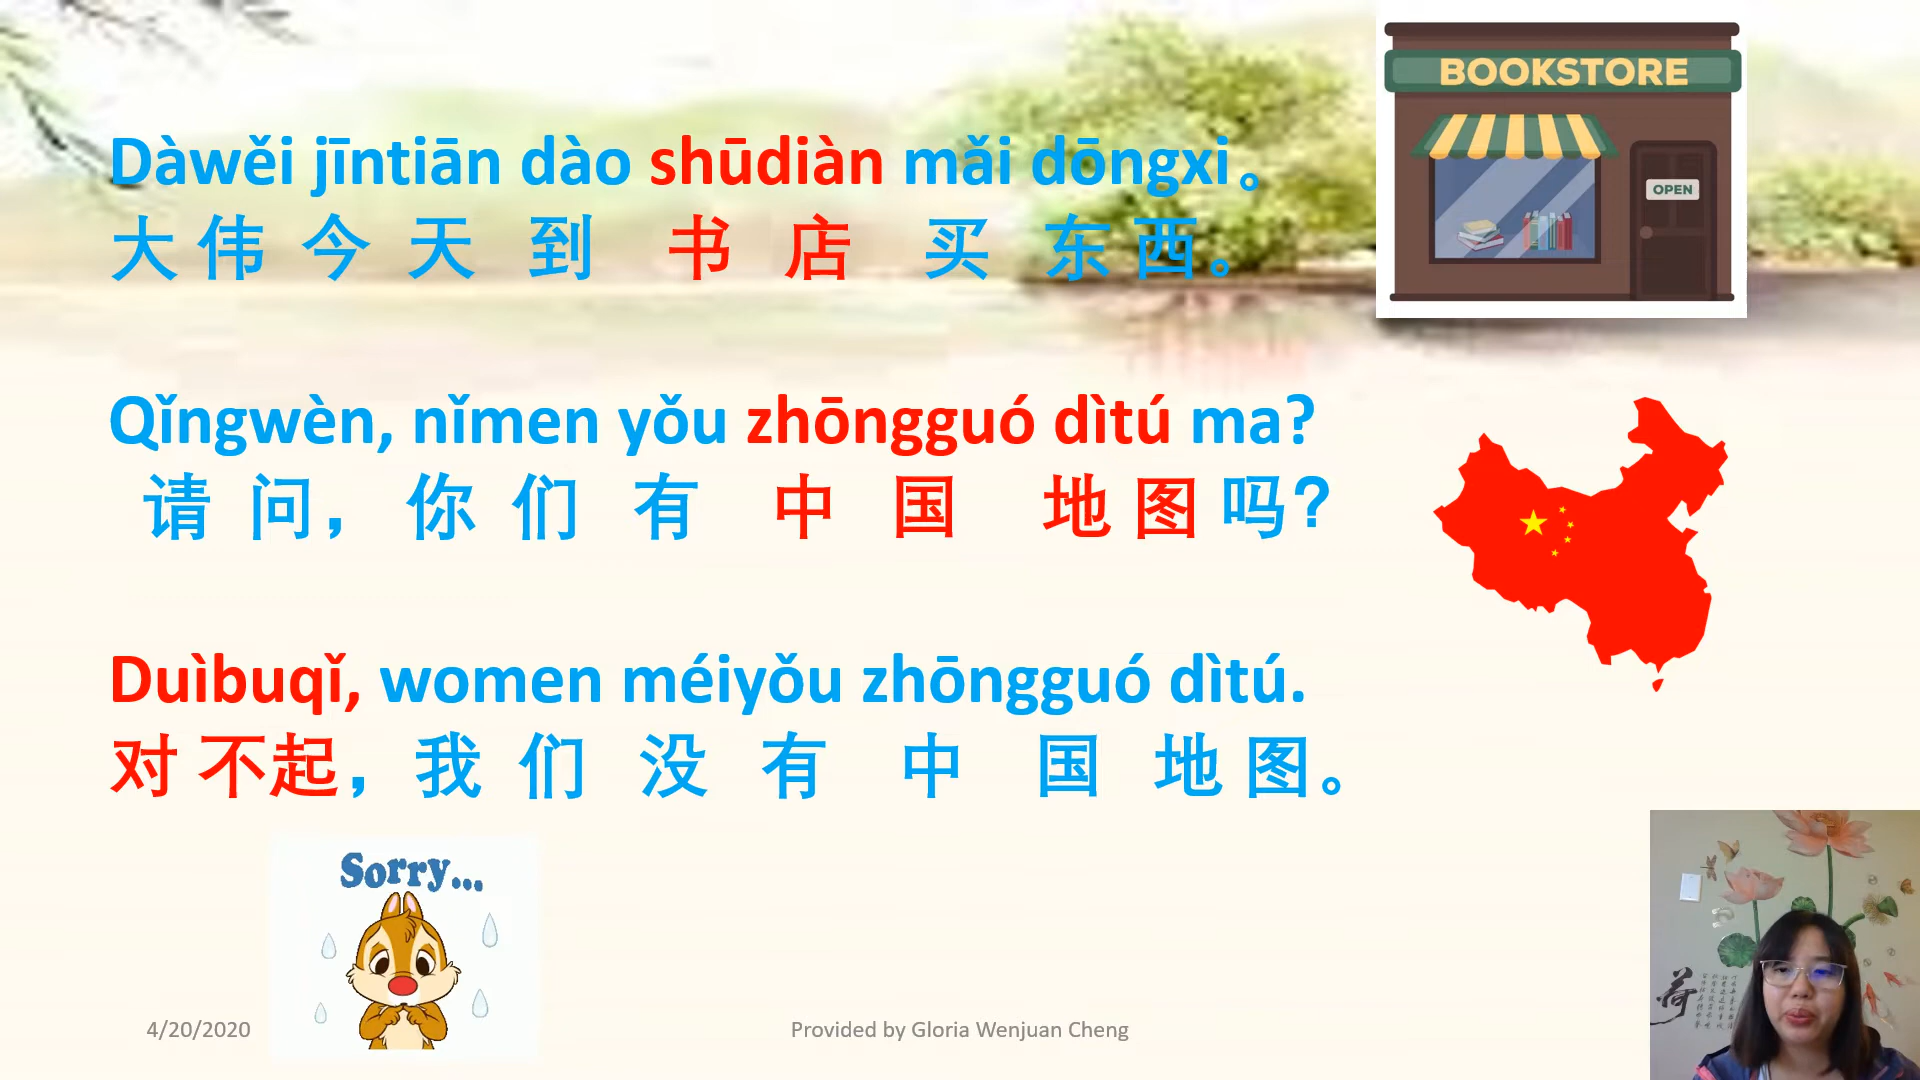 BOOKSTORE
OPEN
Dàwěi jīntiān dào shūdiàn mǎi dōngxi。
大伟今天到书店买东西。
Qǐngwèn, nǐmen yǒu zhōngguó dìtú ma?
请问，你们有中国地图吗？
Duìbuqǐ, women méiyǒu zhōngguó dìtú.
对不起，我们没有中国地图。
Sorry...
4/20/2020
Provided by Gloria Wenjuan Cheng
荷